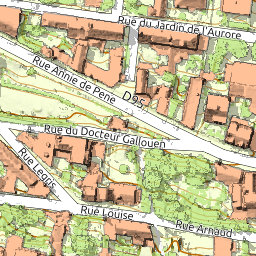 Rue du Jardin de l'Aurore
Rue Annie de Pene
D95
Rue du Docteur Gallouen
Rue Legris
Rue Louise
Rue Arnaud